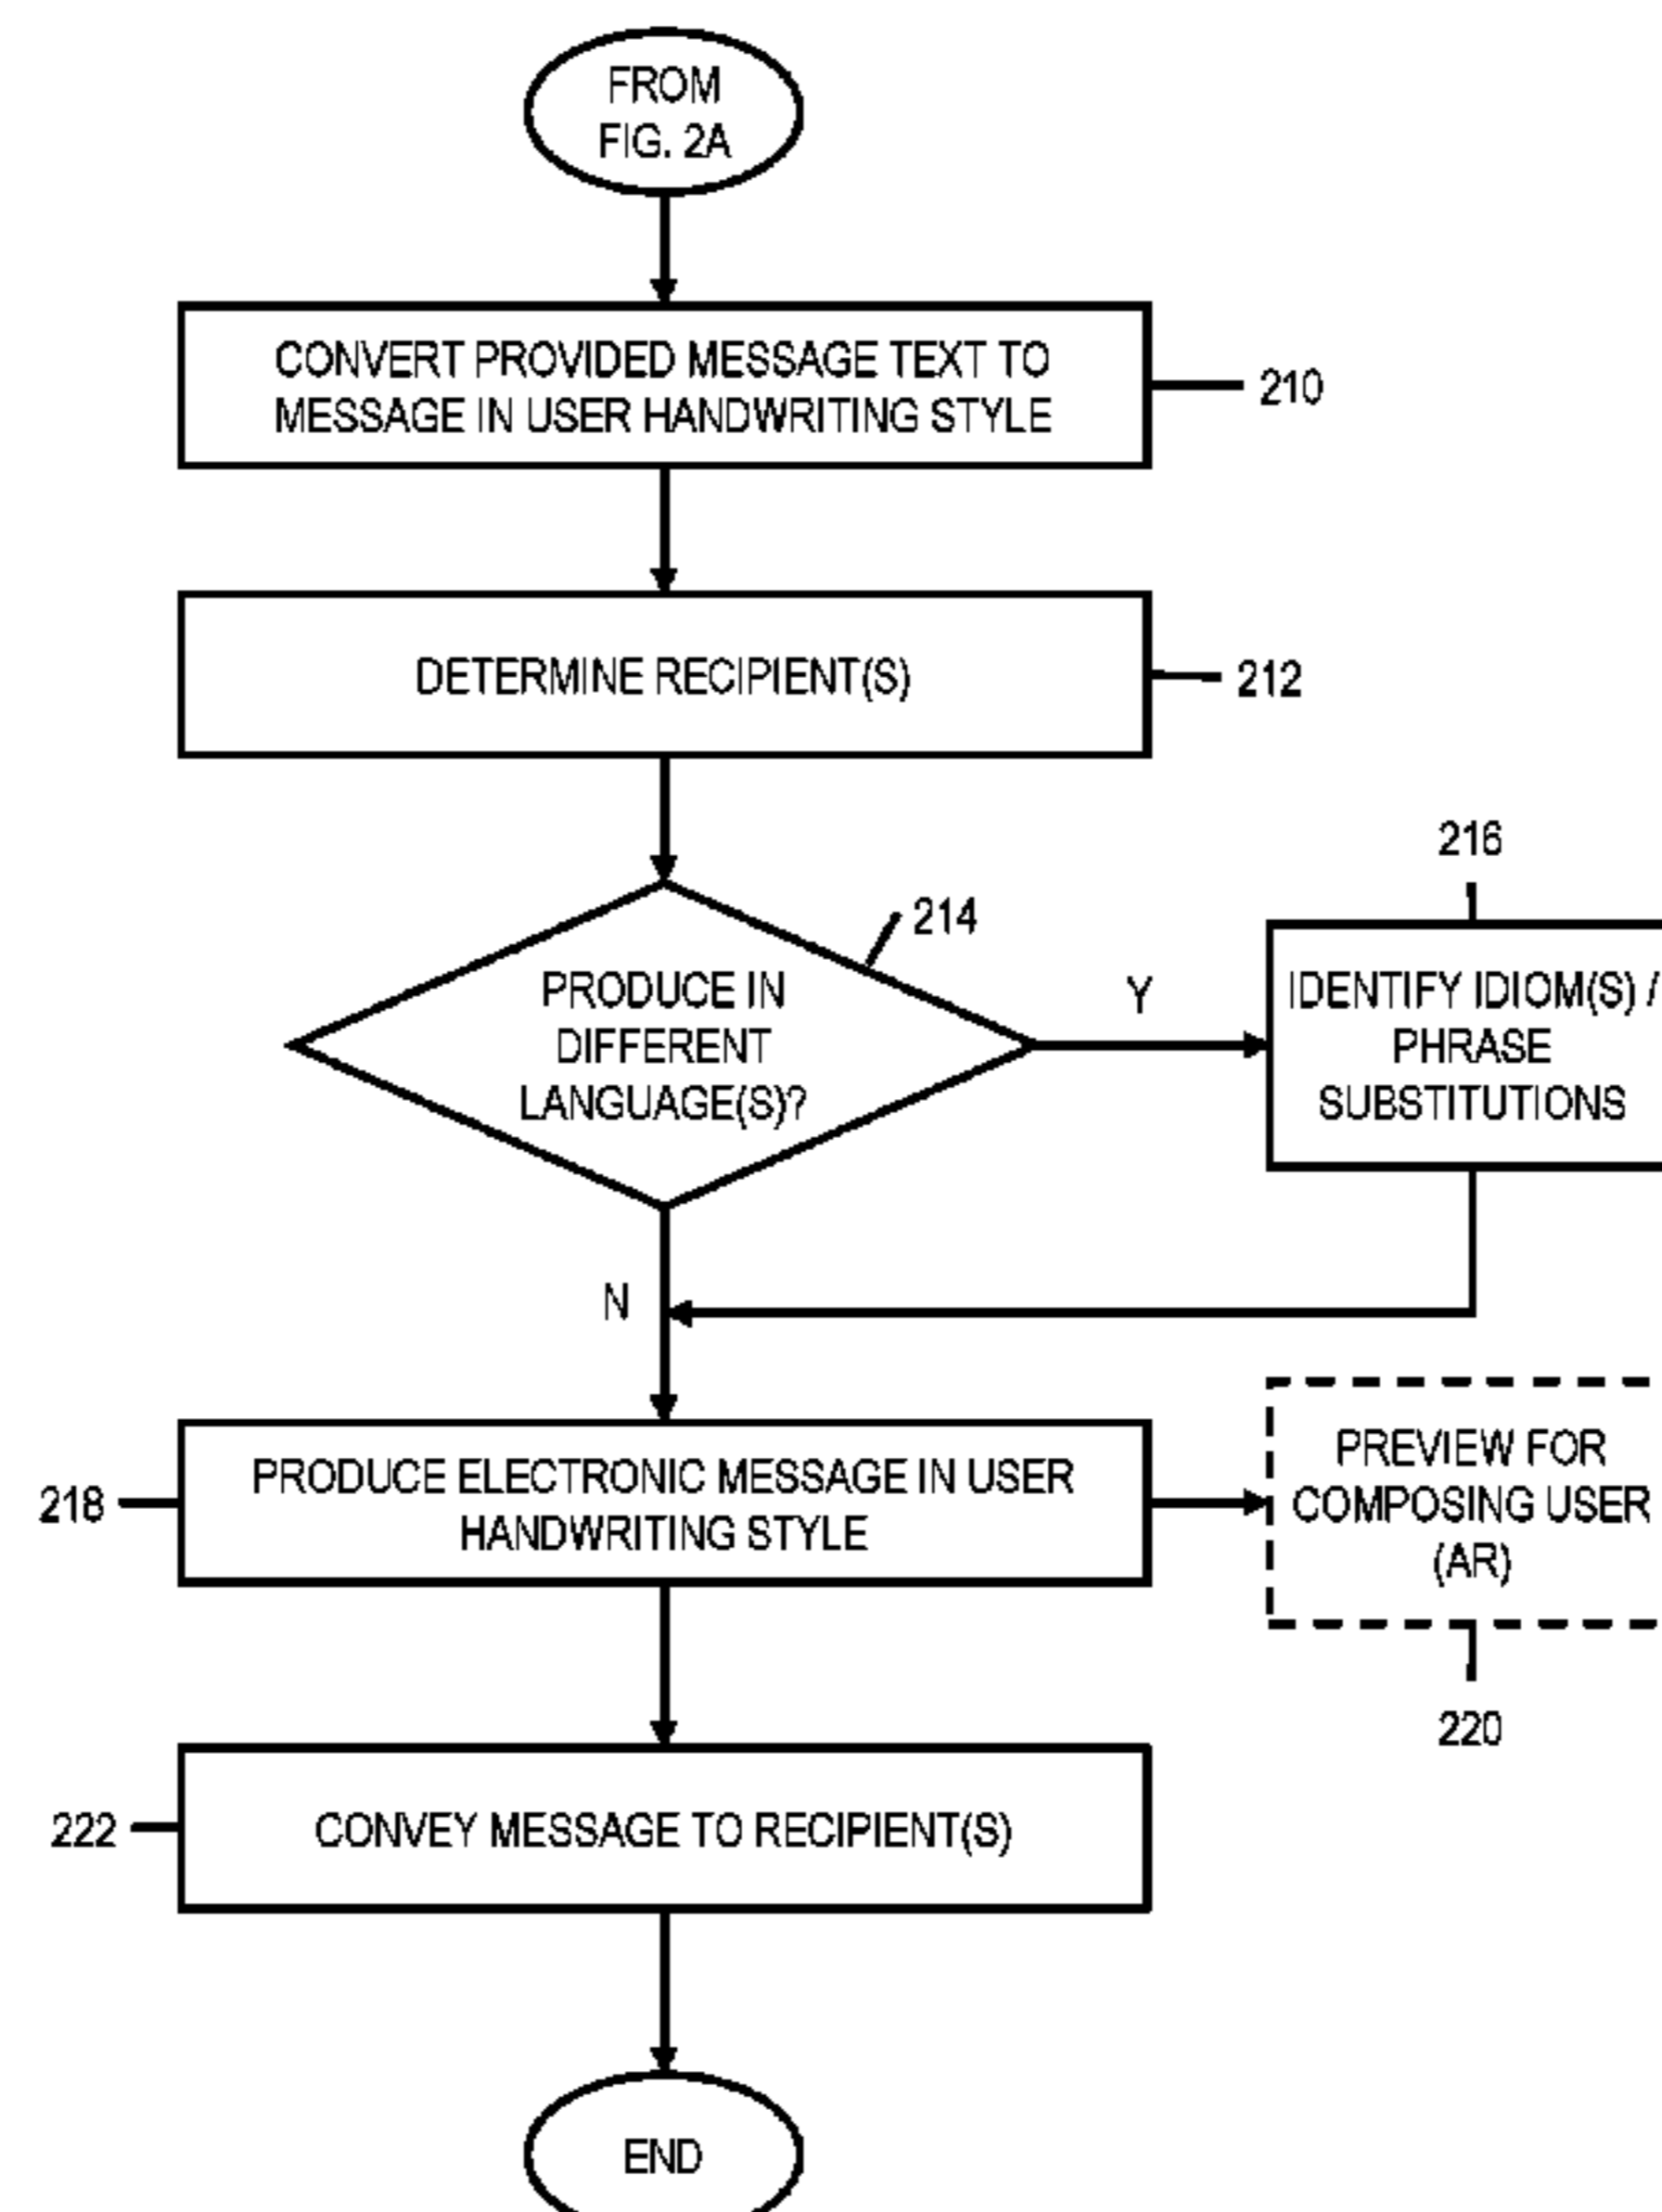 FROM
FIG. 2A
CONVERT PROVIDED MESSAGE TEXT TO
MESSAGE IN USER HANDWRITING STYLE
210
DETERMINE RECIPIENT(S)
212
216
214
PRODUCE IN
DIFFERENT
LANGUAGE(S)?
Y
IDENTIFY IDIOM(S) /
PHRASE
SUBSTITUTIONS
N
218
PRODUCE ELECTRONIC MESSAGE IN USER
HANDWRITING STYLE
PREVIEW FOR
COMPOSING USER
(AR)
220
222
CONVEY MESSAGE TO RECIPIENT(S)
END